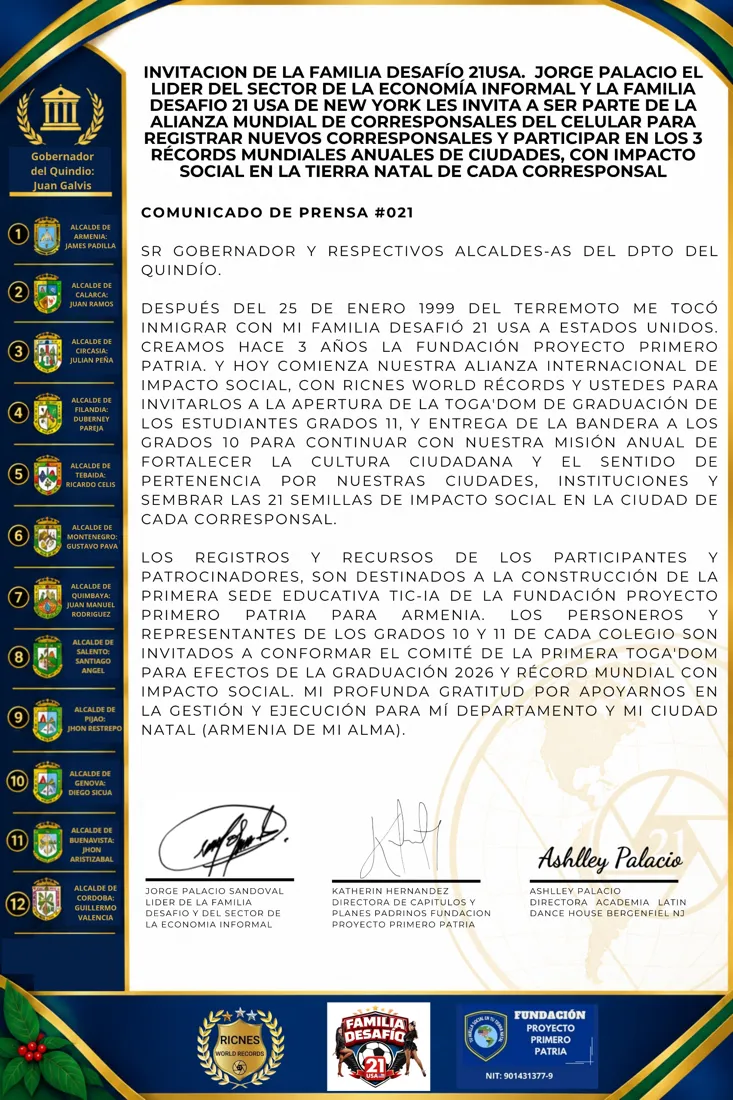 INVITACION DE LA FAMILIA DESAFÍO 21USA. JORGE PALACIO EL
LIDER DEL SECTOR DE LA ECONOMÍA INFORMAL Y LA FAMILIA
DESAFIO 21 USA DE NEW YORK LES INVITA A SER PARTE DE LA
ALIANZA MUNDIAL DE CORRESPONSALES DEL CELULAR PARA
REGISTRAR NUEVOS CORRESPONSALES Y PARTICIPAR EN LOS 3
RÉCORDS MUNDIALES ANUALES DE CIUDADES, CON IMPACTO
SOCIAL EN LA TIERRA NATAL DE CADA CORRESPONSAL
COMUNICADO DE PRENSA #021
SR GOBERNADOR Y RESPECTIVOS ALCALDES-AS DEL DPTO DEL
QUINDÍO.
DESPUÉS DEL 25 DE ENERO 1999 DEL TERREMOTO ME TOCÓ
INMIGRAR CON MI FAMILIA DESAFIÓ 21 USA A ESTADOS UNIDOS.
CREAMOS HACE 3 AÑOS LA FUNDACIÓN PROYECTO PRIMERO
PATRIA. Y HOY COMIENZA NUESTRA ALIANZA INTERNACIONAL DE
IMPACTO SOCIAL, CON RICNES WORLD RÉCORDS Y USTEDES PARA
INVITARLOS A LA APERTURA DE LA TOGA'DOM DE GRADUACIÓN DE
LOS ESTUDIANTES GRADOS 11, Y ENTREGA DE LA BANDERA A LOS
GRADOS 10 PARA CONTINUAR CON NUESTRA MISIÓN ANUAL DE
FORTALECER LA CULTURA CIUDADANA Y EL SENTIDO DE
PERTENENCIA POR NUESTRAS CIUDADES, INSTITUCIONES Y
SEMBRAR LAS 21 SEMILLAS DE IMPACTO SOCIAL EN LA CIUDAD DE
CADA CORRESPONSAL.
LOS REGISTROS Y RECURSOS DE LOS PARTICIPANTES Y
PATROCINADORES, SON DESTINADOS A LA CONSTRUCCIÓN DE LA
PRIMERA SEDE EDUCATIVA TIC-IA DE LA FUNDACIÓN PROYECTO
PRIMERO PATRIA PARA ARMENIA. LOS PERSONEROS Y
REPRESENTANTES DE LOS GRADOS 10 Y 11 DE CADA COLEGIO SON
INVITADOS A CONFORMAR EL COMITÉ DE LA PRIMERA TOGA'DOM
PARA EFECTOS DE LA GRADUACIÓN 2026 Y RÉCORD MUNDIAL CON
IMPACTO SOCIAL. MI PROFUNDA GRATITUD POR APOYARNOS EN
LA GESTIÓN Y EJECUCIÓN PARA MÍ DEPARTAMENTO Y MI CIUDAD
NATAL (ARMENIA DE MI ALMA).
Gobernador
del Quindio:
Juan Galvis
1
ALCALDE DE
ARMENIA:
JAMES PADILLA
2
ALCALDE DE
CALARCA:
JUAN RAMOS
3
ALCALDE DE
CIRCASIA:
JULIAN PEÑA
4
ALCALDE DE
FILANDIA:
DUBERNEY
PAREJA
5
ALCALDE DE
TEBAIDA:
RICARDO CELIS
6
ALCALDE DE
MONTENEGRO:
GUSTAVO PAVA
7
ALCALDE DE
QUIMBAYA:
JUAN MANUEL
RODRIGUEZ
8
ALCALDE DE
SALENTO:
SANTIAGO
ANGEL
9
ALCALDE DE
PIJAO:
JHON RESTREPO
10
ALCALDE DE
GENOVA:
DIEGO SICUA
11
ALCALDE DE
BUENAVISTA:
JHON
ARISTIZABAL
12
ALCALDE DE
CORDOBA:
GUILLERMO
VALENCIA
JORGE PALACIO SANDOVAL
LIDER DE LA FAMILIA
DESAFIO Y DEL SECTOR DE
LA ECONOMIA INFORMAL
KATHERIN HERNANDEZ
DIRECTORA DE CAPITULOS Y
PLANES PADRINOS FUNDACION
PROYECTO PRIMERO PATRIA
Ashlley Palacio
ASHLLEY PALACIO
DIRECTORA ACADEMIA LATIN
DANCE HOUSE BERGENFIEL NJ
21
RICNES
WORLD RECORDS
FAMILIA
DESAFÍO
21
USA
FUNDACIÓN
PROYECTO
PRIMERO
PATRIA
NIT: 901431377-9